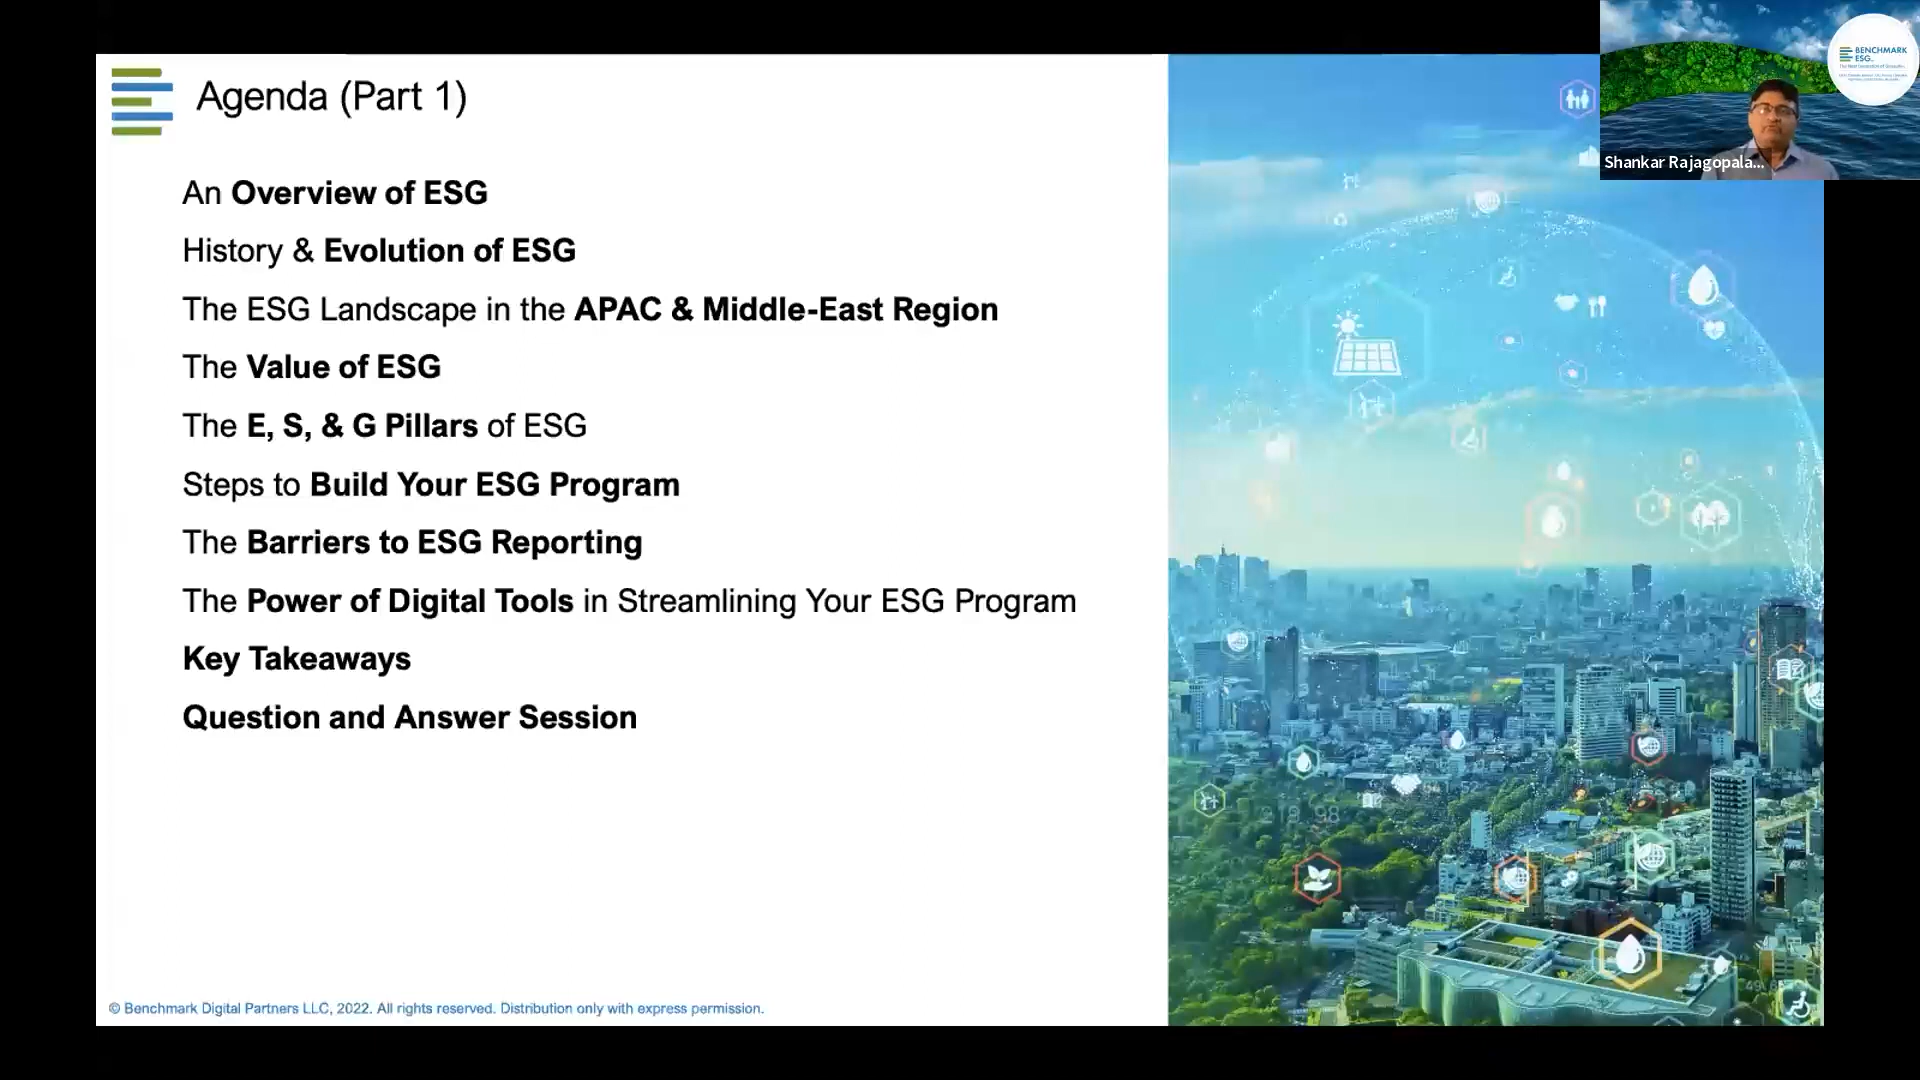 Agenda (Part 1)
An Overview of ESG
History & Evolution of ESG
The ESG Landscape in the APAC & Middle-East Region
The Value of ESG
The E, S, & G Pillars of ESG
Steps to Build Your ESG Program
The Barriers to ESG Reporting
The Power of Digital Tools in Streamlining Your ESG Program
Key Takeaways
Question and Answer Session
© Benchmark Digital Partners LLC, 2022. All rights reserved. Distribution only with express permission.
BENCHMARK
ESG
Shankar Rajagopala...
219.98